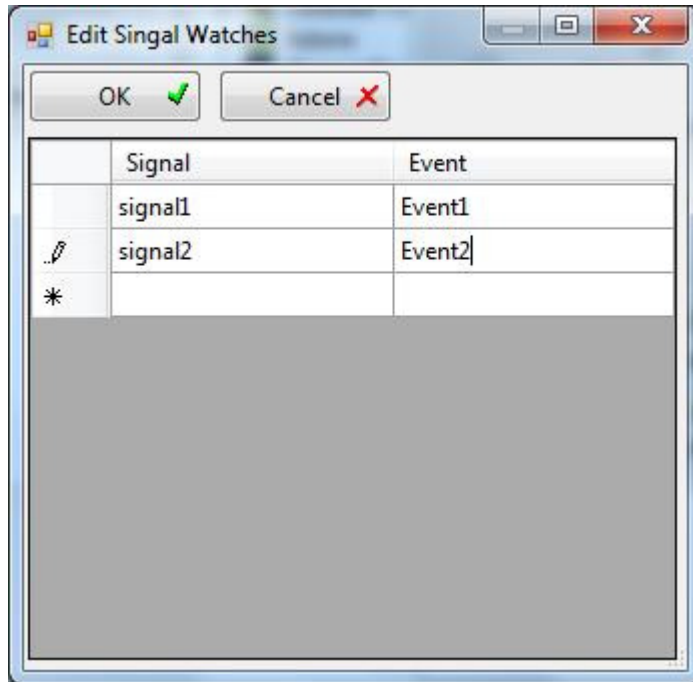 Edit Singal Watches
OK Cancel
Signal Event
signal1 Event1
signal2 Event2